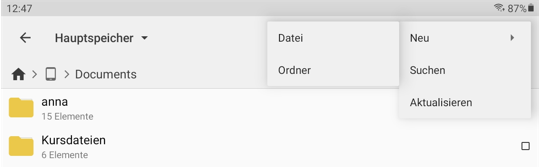 12:47 87%
Hauptspeicher
Datei
Neu
Ordner
Suchen
Aktualisieren
Documents
anna
15 Elemente
Kursdateien
6 Elemente